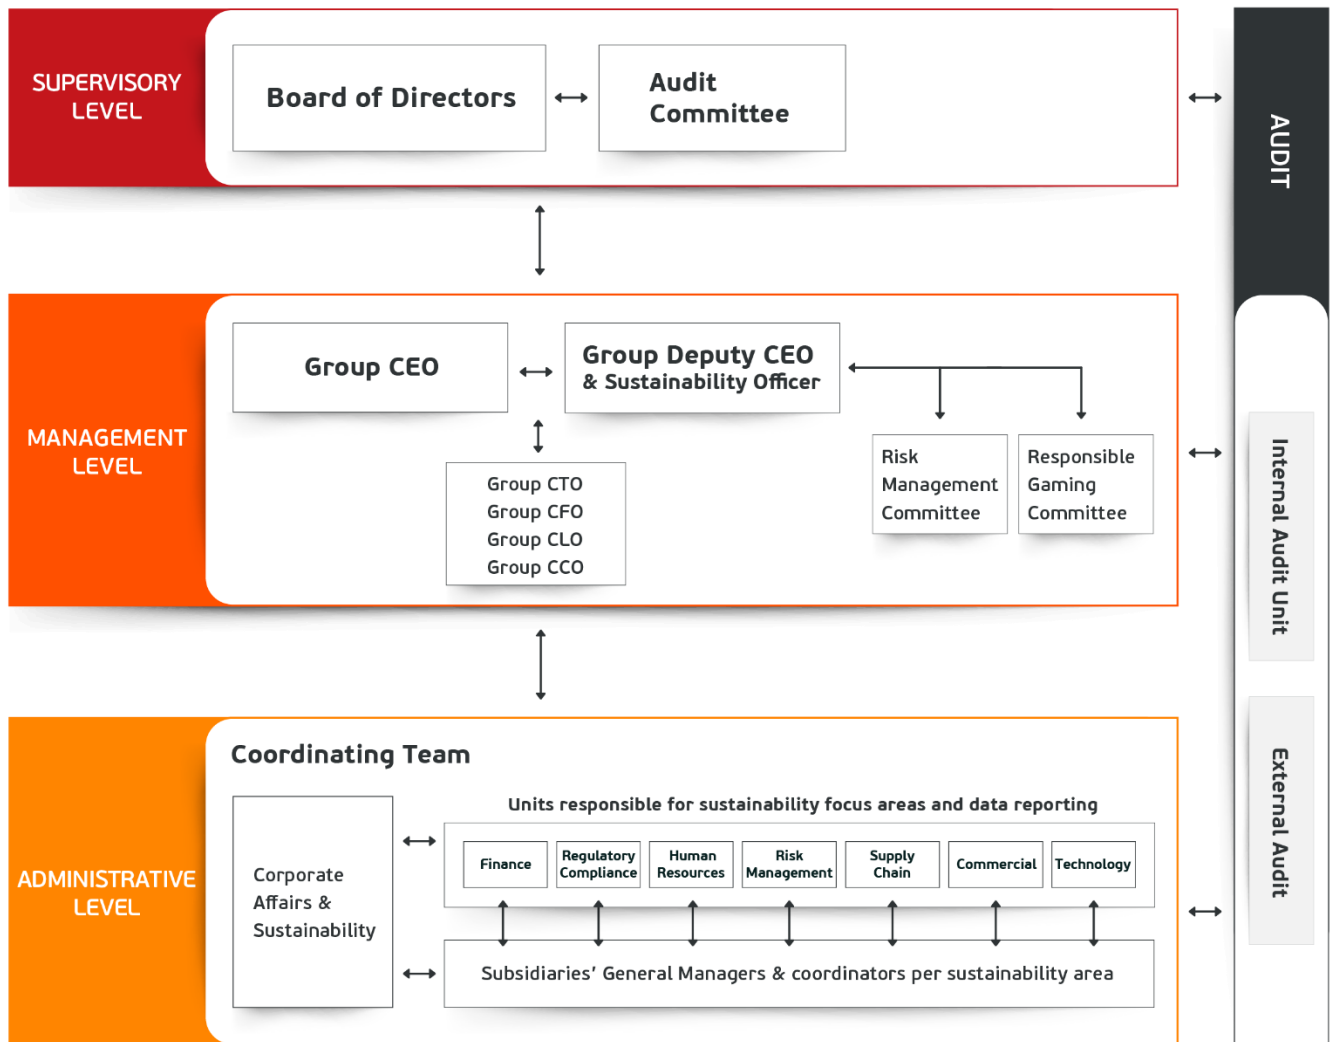 SUPERVISORY
LEVEL
Board of Directors
Audit
Committee
AUDIT
MANAGEMENT
LEVEL
Group CEO
Group Deputy CEO
& Sustainability Officer
Group CTO
Group CFO
Group CLO
Group CCO
Risk
Management
Committee
Responsible
Gaming
Committee
Internal Audit Unit
External Audit
ADMINISTRATIVE
LEVEL
Coordinating Team
Corporate
Affairs &
Sustainability
Units responsible for sustainability focus areas and data reporting
Finance
Regulatory
Compliance
Human
Resources
Risk
Management
Supply
Chain
Commercial
Technology
Subsidiaries’ General Managers & coordinators per sustainability area